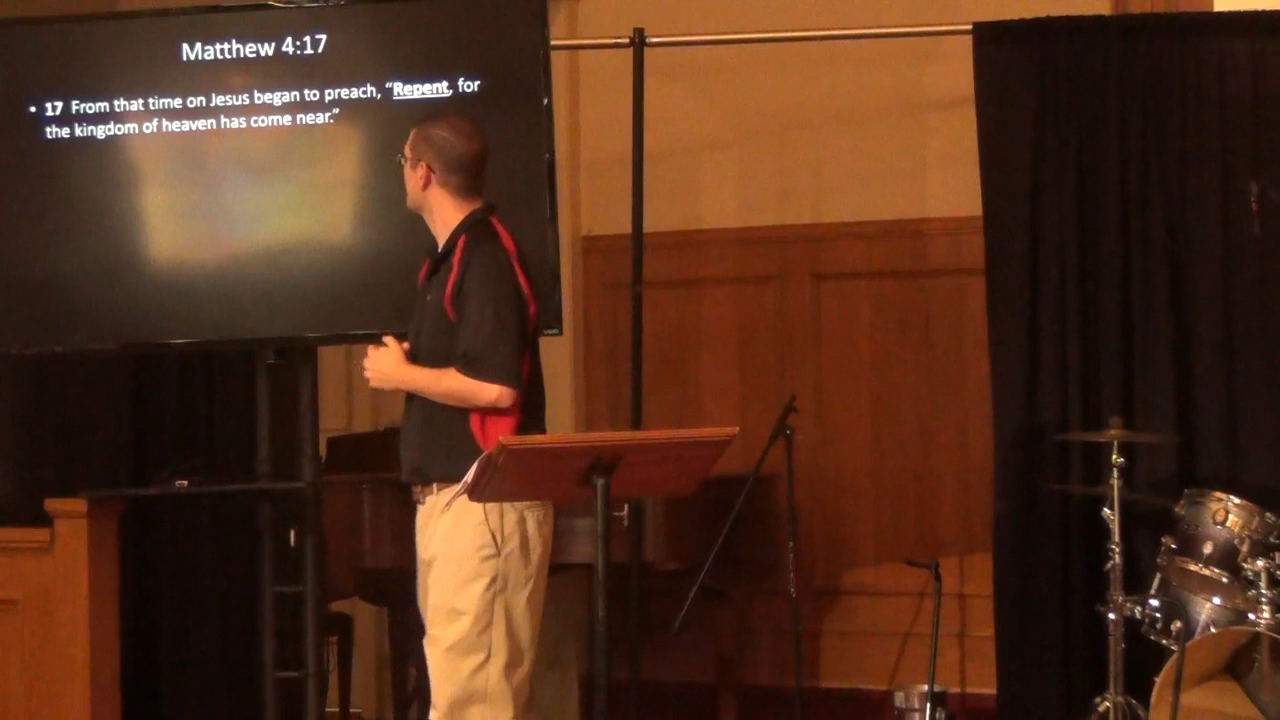 Matthew 4:17
• 17 From that time on Jesus began to preach, “Repent, for
the kingdom of heaven has come near.”